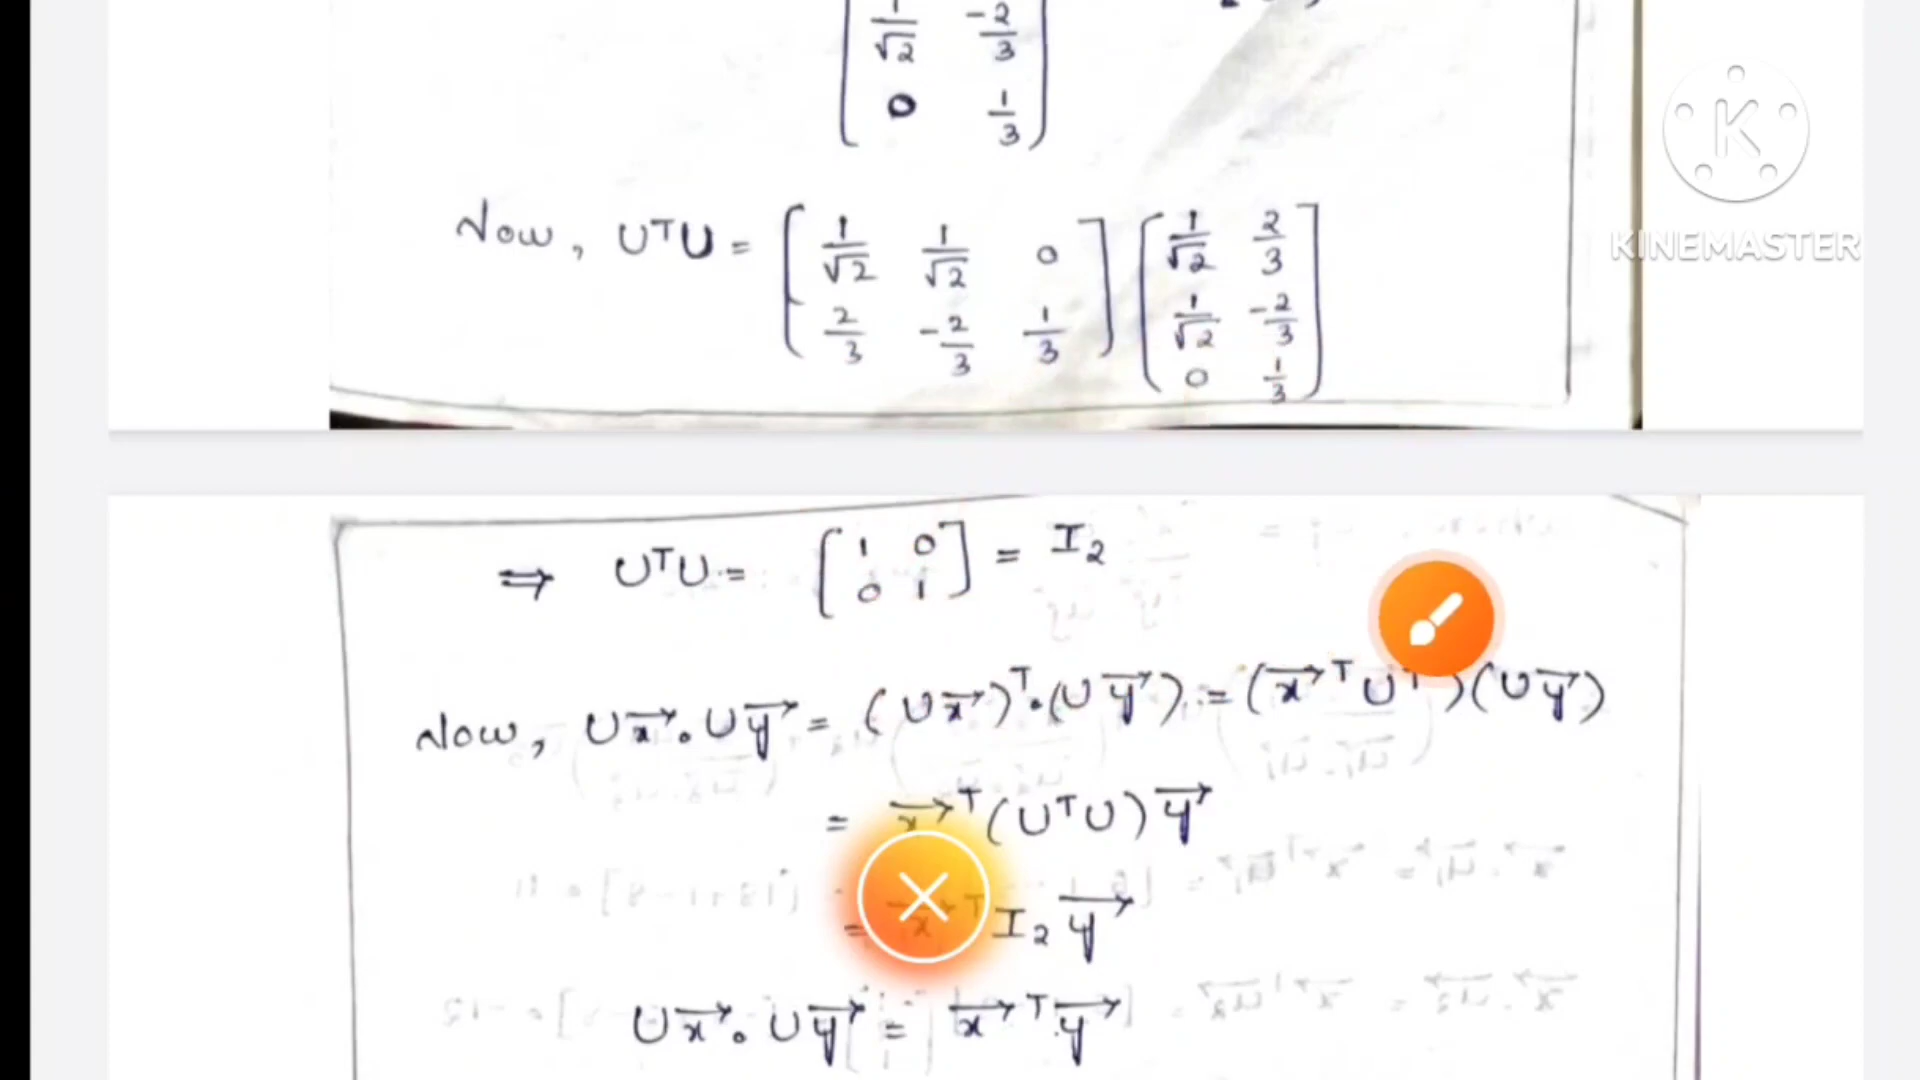 1/√2 -2/3
0 1/3
K
KINEMASTER
Now, UᵀU = [1/√2 1/√2 0; 2/3 -2/3 1/3] [1/√2 2/3; 1/√2 -2/3; 0 1/3]
⇒ UᵀU = [1 0; 0 1] = I₂
Now, Ux⃗ . Uy⃗ = (Ux⃗)ᵀ.(Uy⃗) = (x⃗ᵀUᵀ)(Uy⃗)
= x⃗ᵀ(UᵀU)y⃗
= x⃗ᵀI₂y⃗
Ux⃗ . Uy⃗ = x⃗ᵀy⃗